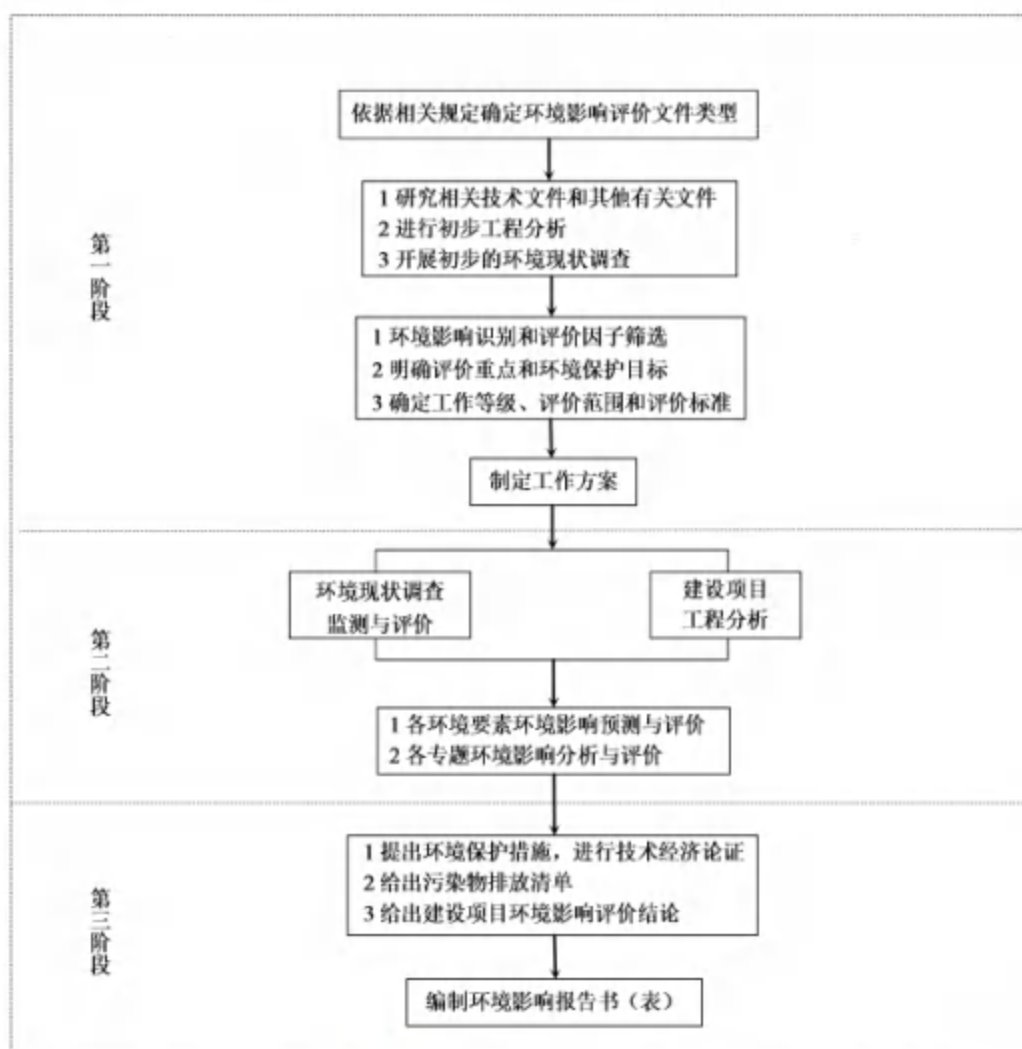 依据相关规定确定环境影响评价文件类型
第一阶段
1 研究相关技术文件和其他有关文件
2 进行初步工程分析
3 开展初步的环境现状调查
1 环境影响识别和评价因子筛选
2 明确评价重点和环境保护目标
3 确定工作等级、评价范围和评价标准
制定工作方案
第二阶段
环境现状调查
监测与评价
建设项目
工程分析
1 各环境要素环境影响预测与评价
2 各专题环境影响分析与评价
第三阶段
1 提出环境保护措施，进行技术经济论证
2 给出污染物排放清单
3 给出建设项目环境影响评价结论
编制环境影响报告书（表）